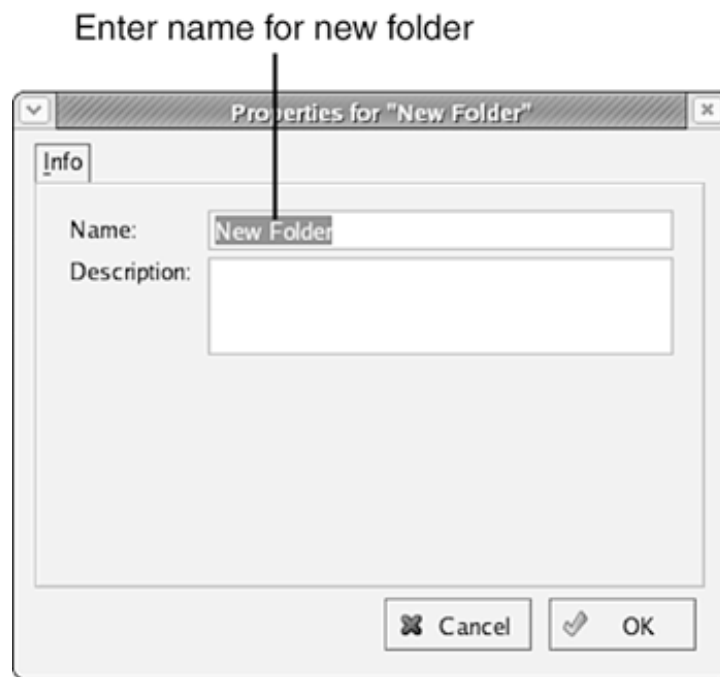 Enter name for new folder
Properties for "New Folder"
Info
Name:
New Folder
Description:
Cancel
OK